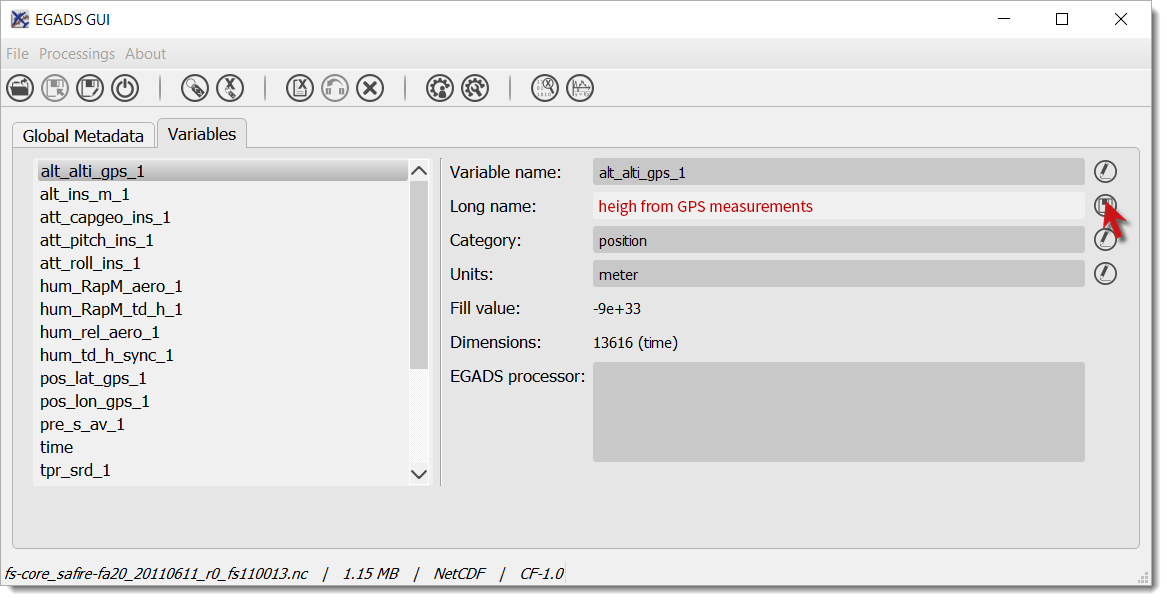 EGADS GUI
File Processings About
Global Metadata Variables
alt_alti_gps_1
alt_ins_m_1
att_capgeo_ins_1
att_pitch_ins_1
att_roll_ins_1
hum_RapM_aero_1
hum_RapM_td_h_1
hum_rel_aero_1
hum_td_h_sync_1
pos_lat_gps_1
pos_lon_gps_1
pre_s_av_1
time
tpr_srd_1
Variable name: alt_alti_gps_1
Long name: heigh from GPS measurements
Category: position
Units: meter
Fill value: -9e+33
Dimensions: 13616 (time)
EGADS processor:
fs-core_safire-fa20_20110611_r0_fs110013.nc | 1.15 MB | NetCDF | CF-1.0